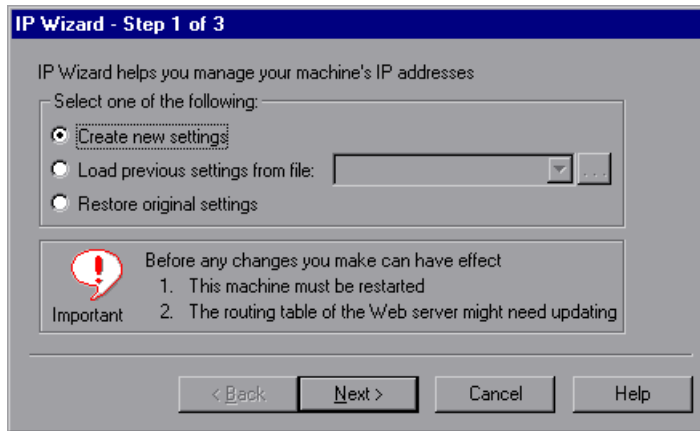 IP Wizard - Step 1 of 3
IP Wizard helps you manage your machine's IP addresses
Select one of the following:
Create new settings
Load previous settings from file:
...
Restore original settings
Before any changes you make can have effect
1. This machine must be restarted
2. The routing table of the Web server might need updating
Important
< Back Next > Cancel Help